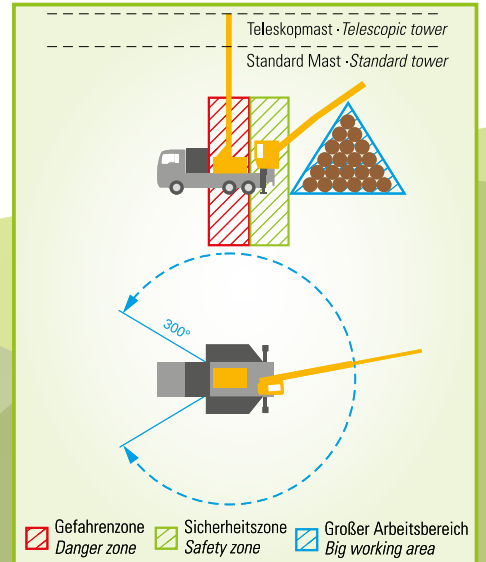 Teleskopmast · Telescopic tower
Standard Mast · Standard tower
300°
Gefahrenzone
Danger zone
Sicherheitszone
Safety zone
Großer Arbeitsbereich
Big working area